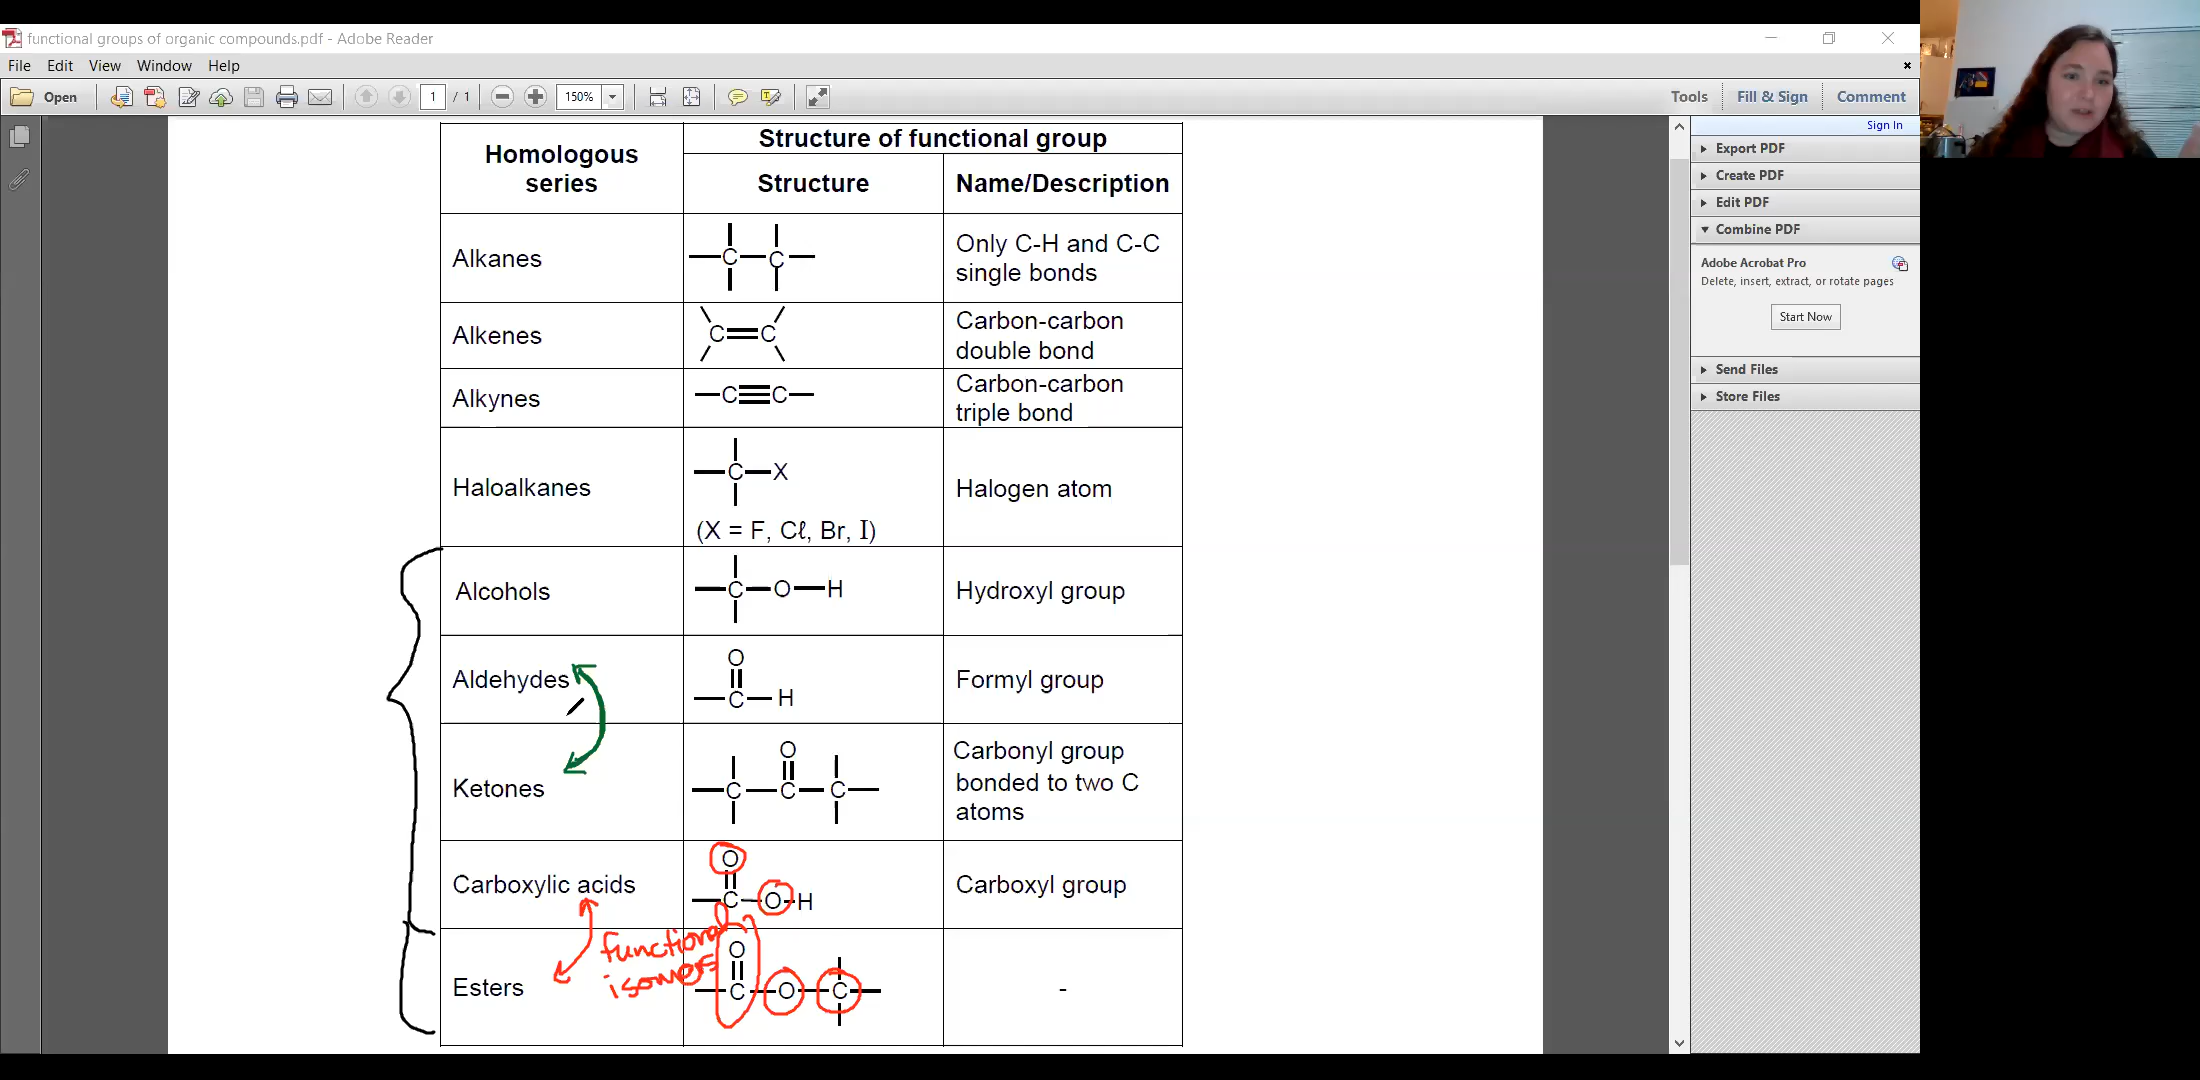 functional groups of organic compounds.pdf - Adobe Reader
File Edit View Window Help
Open 1 / 1 150% Tools Fill & Sign Comment
Sign In
Export PDF
Create PDF
Edit PDF
Combine PDF
Adobe Acrobat Pro
Delete, insert, extract, or rotate pages
Start Now
Send Files
Store Files
Homologous
series
Structure of functional group
Structure
Name/Description
Alkanes
C C
Only C-H and C-C
single bonds
Alkenes
C C
Carbon-carbon
double bond
Alkynes
C C
Carbon-carbon
triple bond
Haloalkanes
C X
(X = F, Cℓ, Br, I)
Halogen atom
Alcohols
C O H
Hydroxyl group
Aldehydes
O
C H
Formyl group
Ketones
O
C C C
Carbonyl group
bonded to two C
atoms
Carboxylic acids
O
C O H
Carboxyl group
functional
isomers
Esters
O
C O C
-